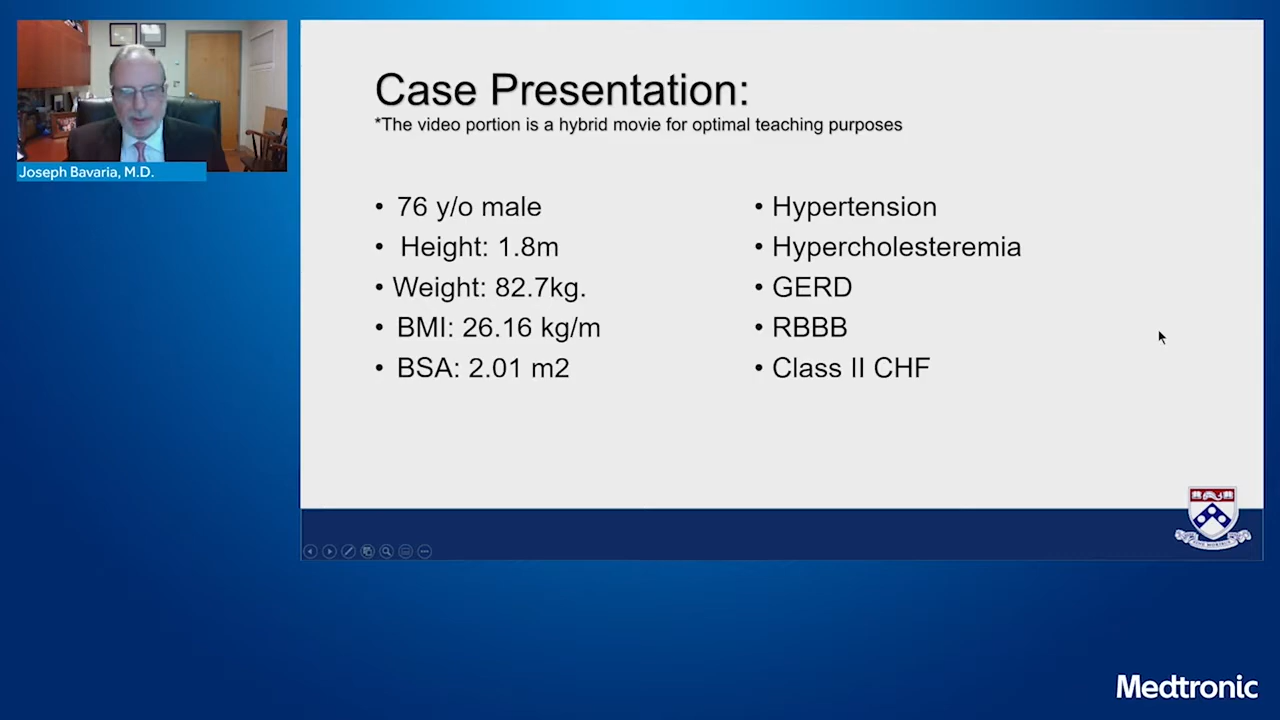 Joseph Bavaria, M.D.
Case Presentation:
*The video portion is a hybrid movie for optimal teaching purposes
• 76 y/o male
• Height: 1.8m
• Weight: 82.7kg.
• BMI: 26.16 kg/m
• BSA: 2.01 m2
• Hypertension
• Hypercholesteremia
• GERD
• RBBB
• Class II CHF
Medtronic